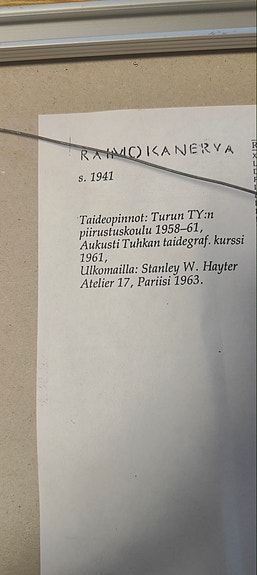 RAIMO KANERVA
s. 1941
Taideopinnot: Turun TY:n
piirustuskoulu 1958–61,
Aukusti Tuhkan taidegraf. kurssi
1961,
Ulkomailla: Stanley W. Hayter
Atelier 17, Pariisi 1963.